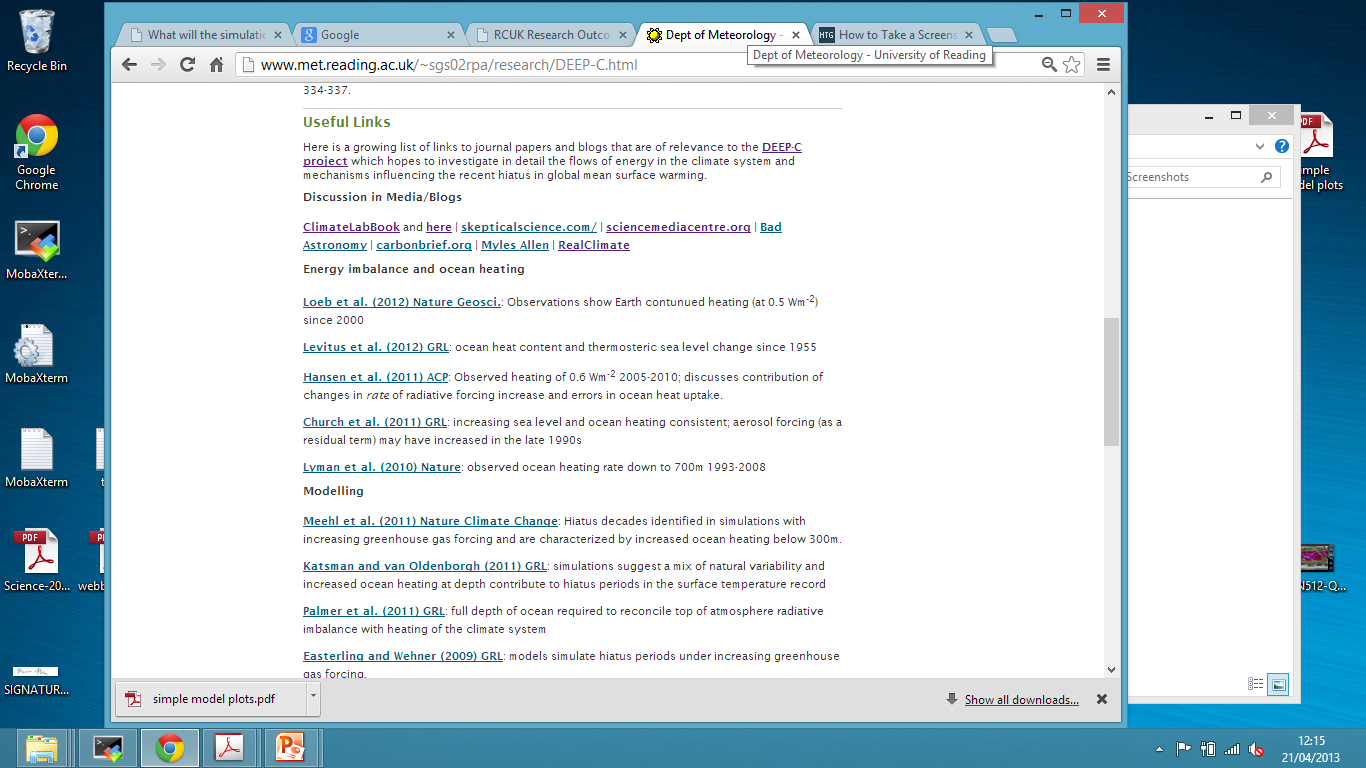 What will the simulatio
Google
RCUK Research Outco
Dept of Meteorology -
HTG How to Take a Screens
Dept of Meteorology - University of Reading
www.met.reading.ac.uk/~sgs02rpa/research/DEEP-C.html
334-337.
Useful Links
Here is a growing list of links to journal papers and blogs that are of relevance to the DEEP-C
project which hopes to investigate in detail the flows of energy in the climate system and
mechanisms influencing the recent hiatus in global mean surface warming.
Discussion in Media/Blogs
ClimateLabBook and here | skepticalscience.com/ | sciencemediacentre.org | Bad
Astronomy | carbonbrief.org | Myles Allen | RealClimate
Energy imbalance and ocean heating
Loeb et al. (2012) Nature Geosci.: Observations show Earth contunued heating (at 0.5 Wm-2)
since 2000
Levitus et al. (2012) GRL: ocean heat content and thermosteric sea level change since 1955
Hansen et al. (2011) ACP: Observed heating of 0.6 Wm-2 2005-2010; discusses contribution of
changes in rate of radiative forcing increase and errors in ocean heat uptake.
Church et al. (2011) GRL: increasing sea level and ocean heating consistent; aerosol forcing (as a
residual term) may have increased in the late 1990s
Lyman et al. (2010) Nature: observed ocean heating rate down to 700m 1993-2008
Modelling
Meehl et al. (2011) Nature Climate Change: Hiatus decades identified in simulations with
increasing greenhouse gas forcing and are characterized by increased ocean heating below 300m.
Katsman and van Oldenborgh (2011) GRL: simulations suggest a mix of natural variability and
increased ocean heating at depth contribute to hiatus periods in the surface temperature record
Palmer et al. (2011) GRL: full depth of ocean required to reconcile top of atmosphere radiative
imbalance with heating of the climate system
Easterling and Wehner (2009) GRL: models simulate hiatus periods under increasing greenhouse
gas forcing.
simple model plots.pdf
Show all downloads...
Recycle Bin
Google
Chrome
MobaXter...
MobaXterm
MobaXterm
t
PDF
Science-20...
PDF
webb
SIGNATUR...
Screenshots
PDF
mple
del plots
N512-Q...
12:15
21/04/2013